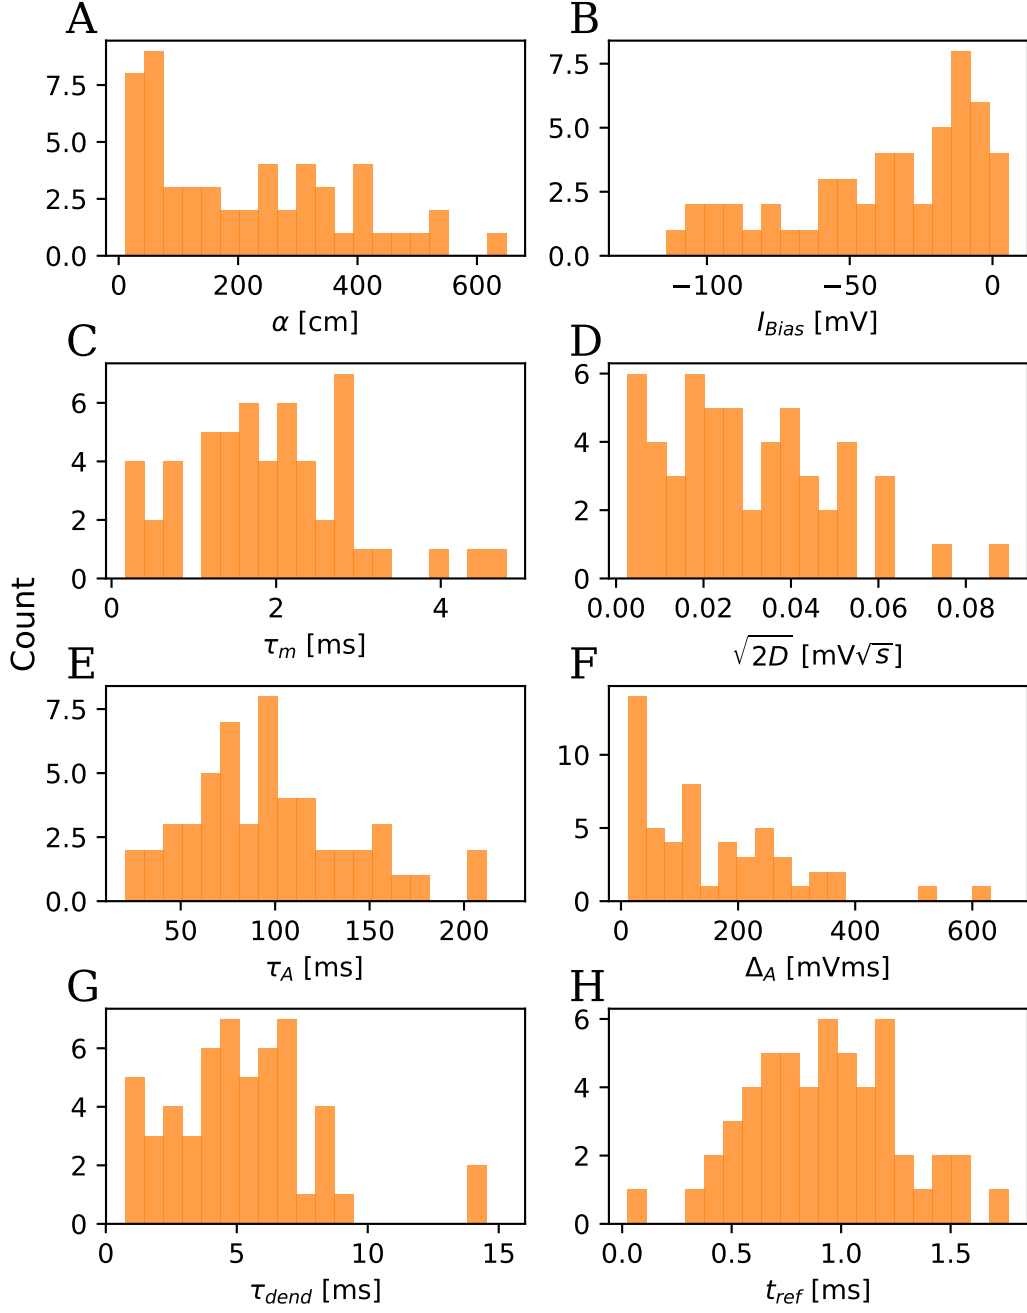 A
7.5
5.0
2.5
0.0
0 200 400 600
α [cm]
B
7.5
5.0
2.5
0.0
−100 −50 0
I_Bias [mV]
C
6
4
2
0
0 2 4
τ_m [ms]
D
6
4
2
0
0.00 0.02 0.04 0.06 0.08
√2D [mV√s]
Count
E
7.5
5.0
2.5
0.0
50 100 150 200
τ_A [ms]
F
10
5
0
0 200 400 600
Δ_A [mVms]
G
6
4
2
0
0 5 10 15
τ_dend [ms]
H
6
4
2
0
0.0 0.5 1.0 1.5
t_ref [ms]